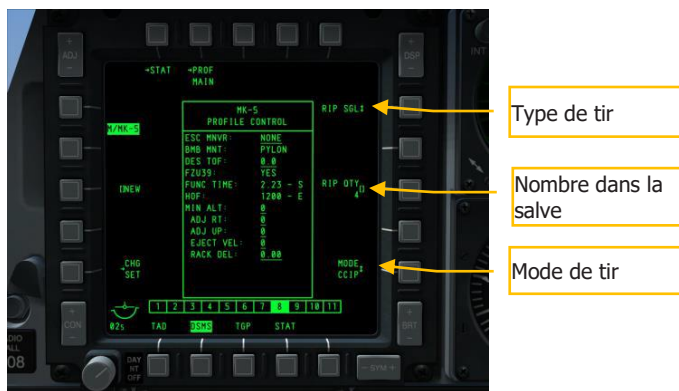 ADJ
DSP
INT
→STAT →PROF
MAIN
M/MK-5
MK-5
PROFILE CONTROL
RIP SGL↕
Type de tir
ESC MNVR: NONE
BMB MNT: PYLON
DES TOF: 0.0
FZU39: YES
FUNC TIME: 2.23 - S
HOF: 1200 - E
MIN ALT: 0
ADJ RT: 0
ADJ UP: 0
EJECT VEL: 0
RACK DEL: 0.00
[]NEW
RIP QTY
4[]
Nombre dans la
salve
→CHG
SET
MODE↕
CCIP
Mode de tir
1 2 3 4 5 6 7 8 9 10 11
02s TAD DSMS TGP STAT
CON
BRT
ALL
08
DAY
NT
OFF
- SYM +